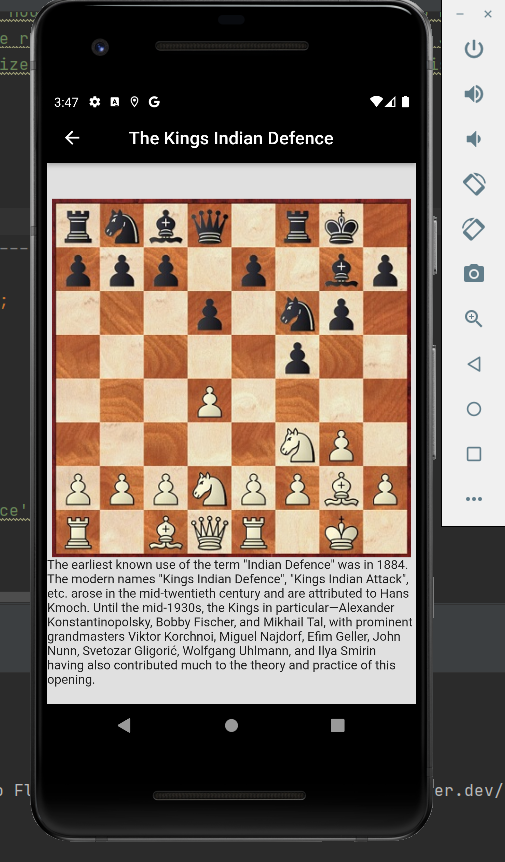 ize
3:47
The Kings Indian Defence
The earliest known use of the term "Indian Defence" was in 1884.
The modern names "Kings Indian Defence", "Kings Indian Attack",
etc. arose in the mid-twentieth century and are attributed to Hans
Kmoch. Until the mid-1930s, the Kings in particular—Alexander
Konstantinopolsky, Bobby Fischer, and Mikhail Tal, with prominent
grandmasters Viktor Korchnoi, Miguel Najdorf, Efim Geller, John
Nunn, Svetozar Gligorić, Wolfgang Uhlmann, and Ilya Smirin
having also contributed much to the theory and practice of this
opening.
;
ce'
Fl
er.dev/